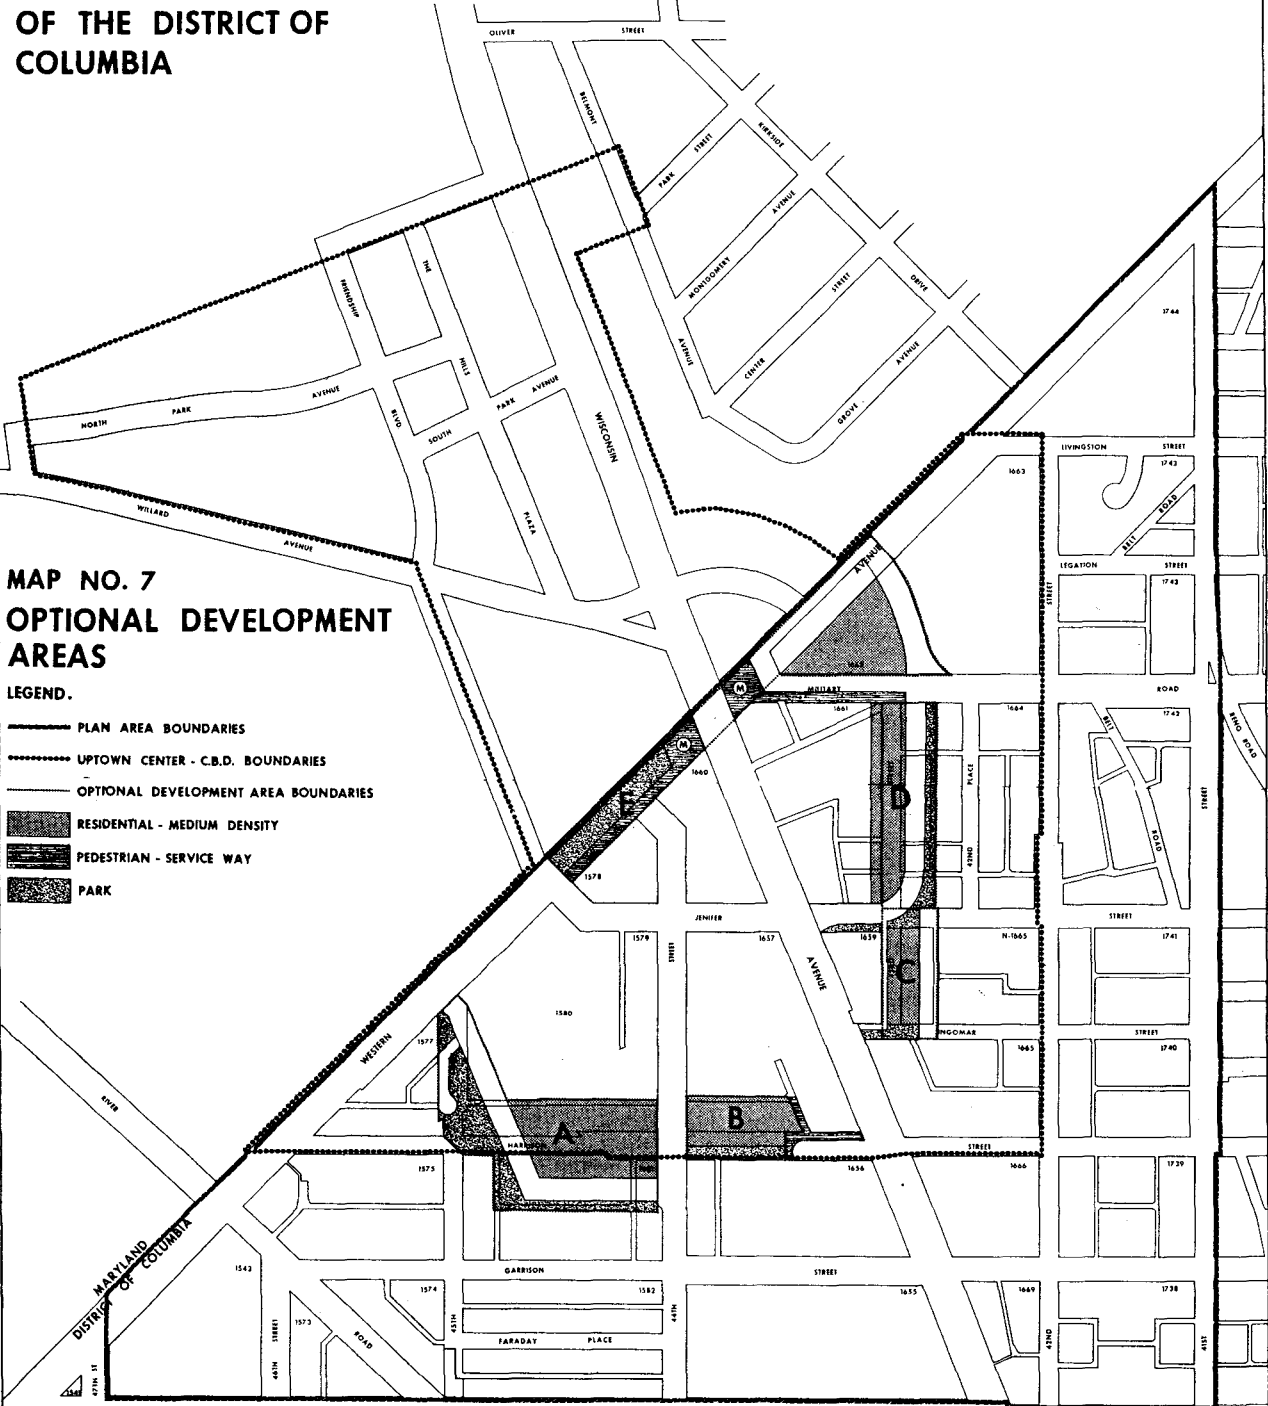 OF THE DISTRICT OF
COLUMBIA
OLIVER STREET
BELMONT
KIRKSIDE
PARK STREET
MONTGOMERY AVENUE
DRIVE
CENTER STREET
AVENUE
GROVE AVENUE
THE
FRIENDSHIP
HILLS
NORTH PARK AVENUE
BLVD
SOUTH PARK AVENUE
WISCONSIN
PLAZA
WILLARD AVENUE
1744
LIVINGSTON STREET
1663
1743
BELT ROAD
LEGATION STREET
1743
STREET
AVENUE
MAP NO. 7
OPTIONAL DEVELOPMENT
AREAS
LEGEND.
PLAN AREA BOUNDARIES
UPTOWN CENTER - C.B.D. BOUNDARIES
OPTIONAL DEVELOPMENT AREA BOUNDARIES
RESIDENTIAL - MEDIUM DENSITY
PEDESTRIAN - SERVICE WAY
PARK
1662
M
MILITARY ROAD
1661
1664
1742
BELT
RENO ROAD
M
1660
E
D
PLACE
STREET
42ND
ROAD
1578
JENIFER STREET
1579
STREET
1657
1659
N-1665
1741
AVENUE
C
1580
INGOMAR STREET
WESTERN
1577
1665
1740
RIVER
A
B
HARRISON STREET
1575
1656
1666
1739
MARYLAND
DISTRICT OF COLUMBIA
1543
GARRISON STREET
1574
1582
1655
1669
1738
45TH
44TH
STREET
46TH
1573
ROAD
FARADAY PLACE
42ND
41ST
47TH ST